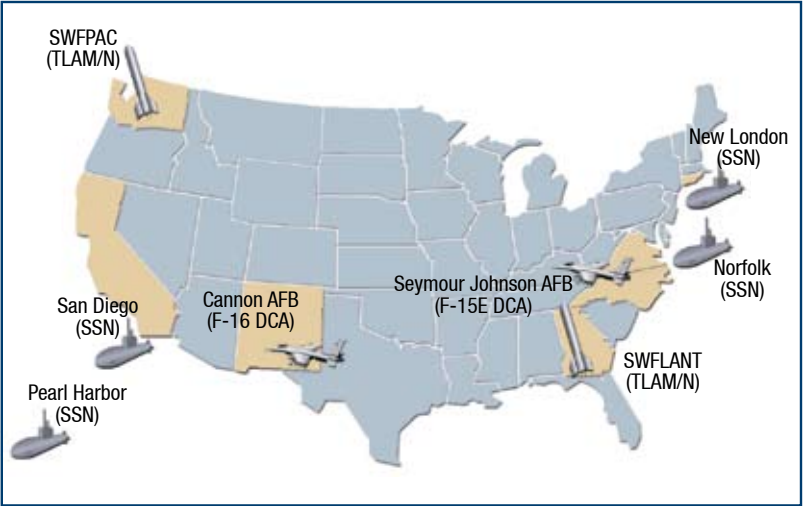 SWFPAC
(TLAM/N)
New London
(SSN)
Norfolk
(SSN)
Seymour Johnson AFB
(F-15E DCA)
Cannon AFB
(F-16 DCA)
San Diego
(SSN)
SWFLANT
(TLAM/N)
Pearl Harbor
(SSN)